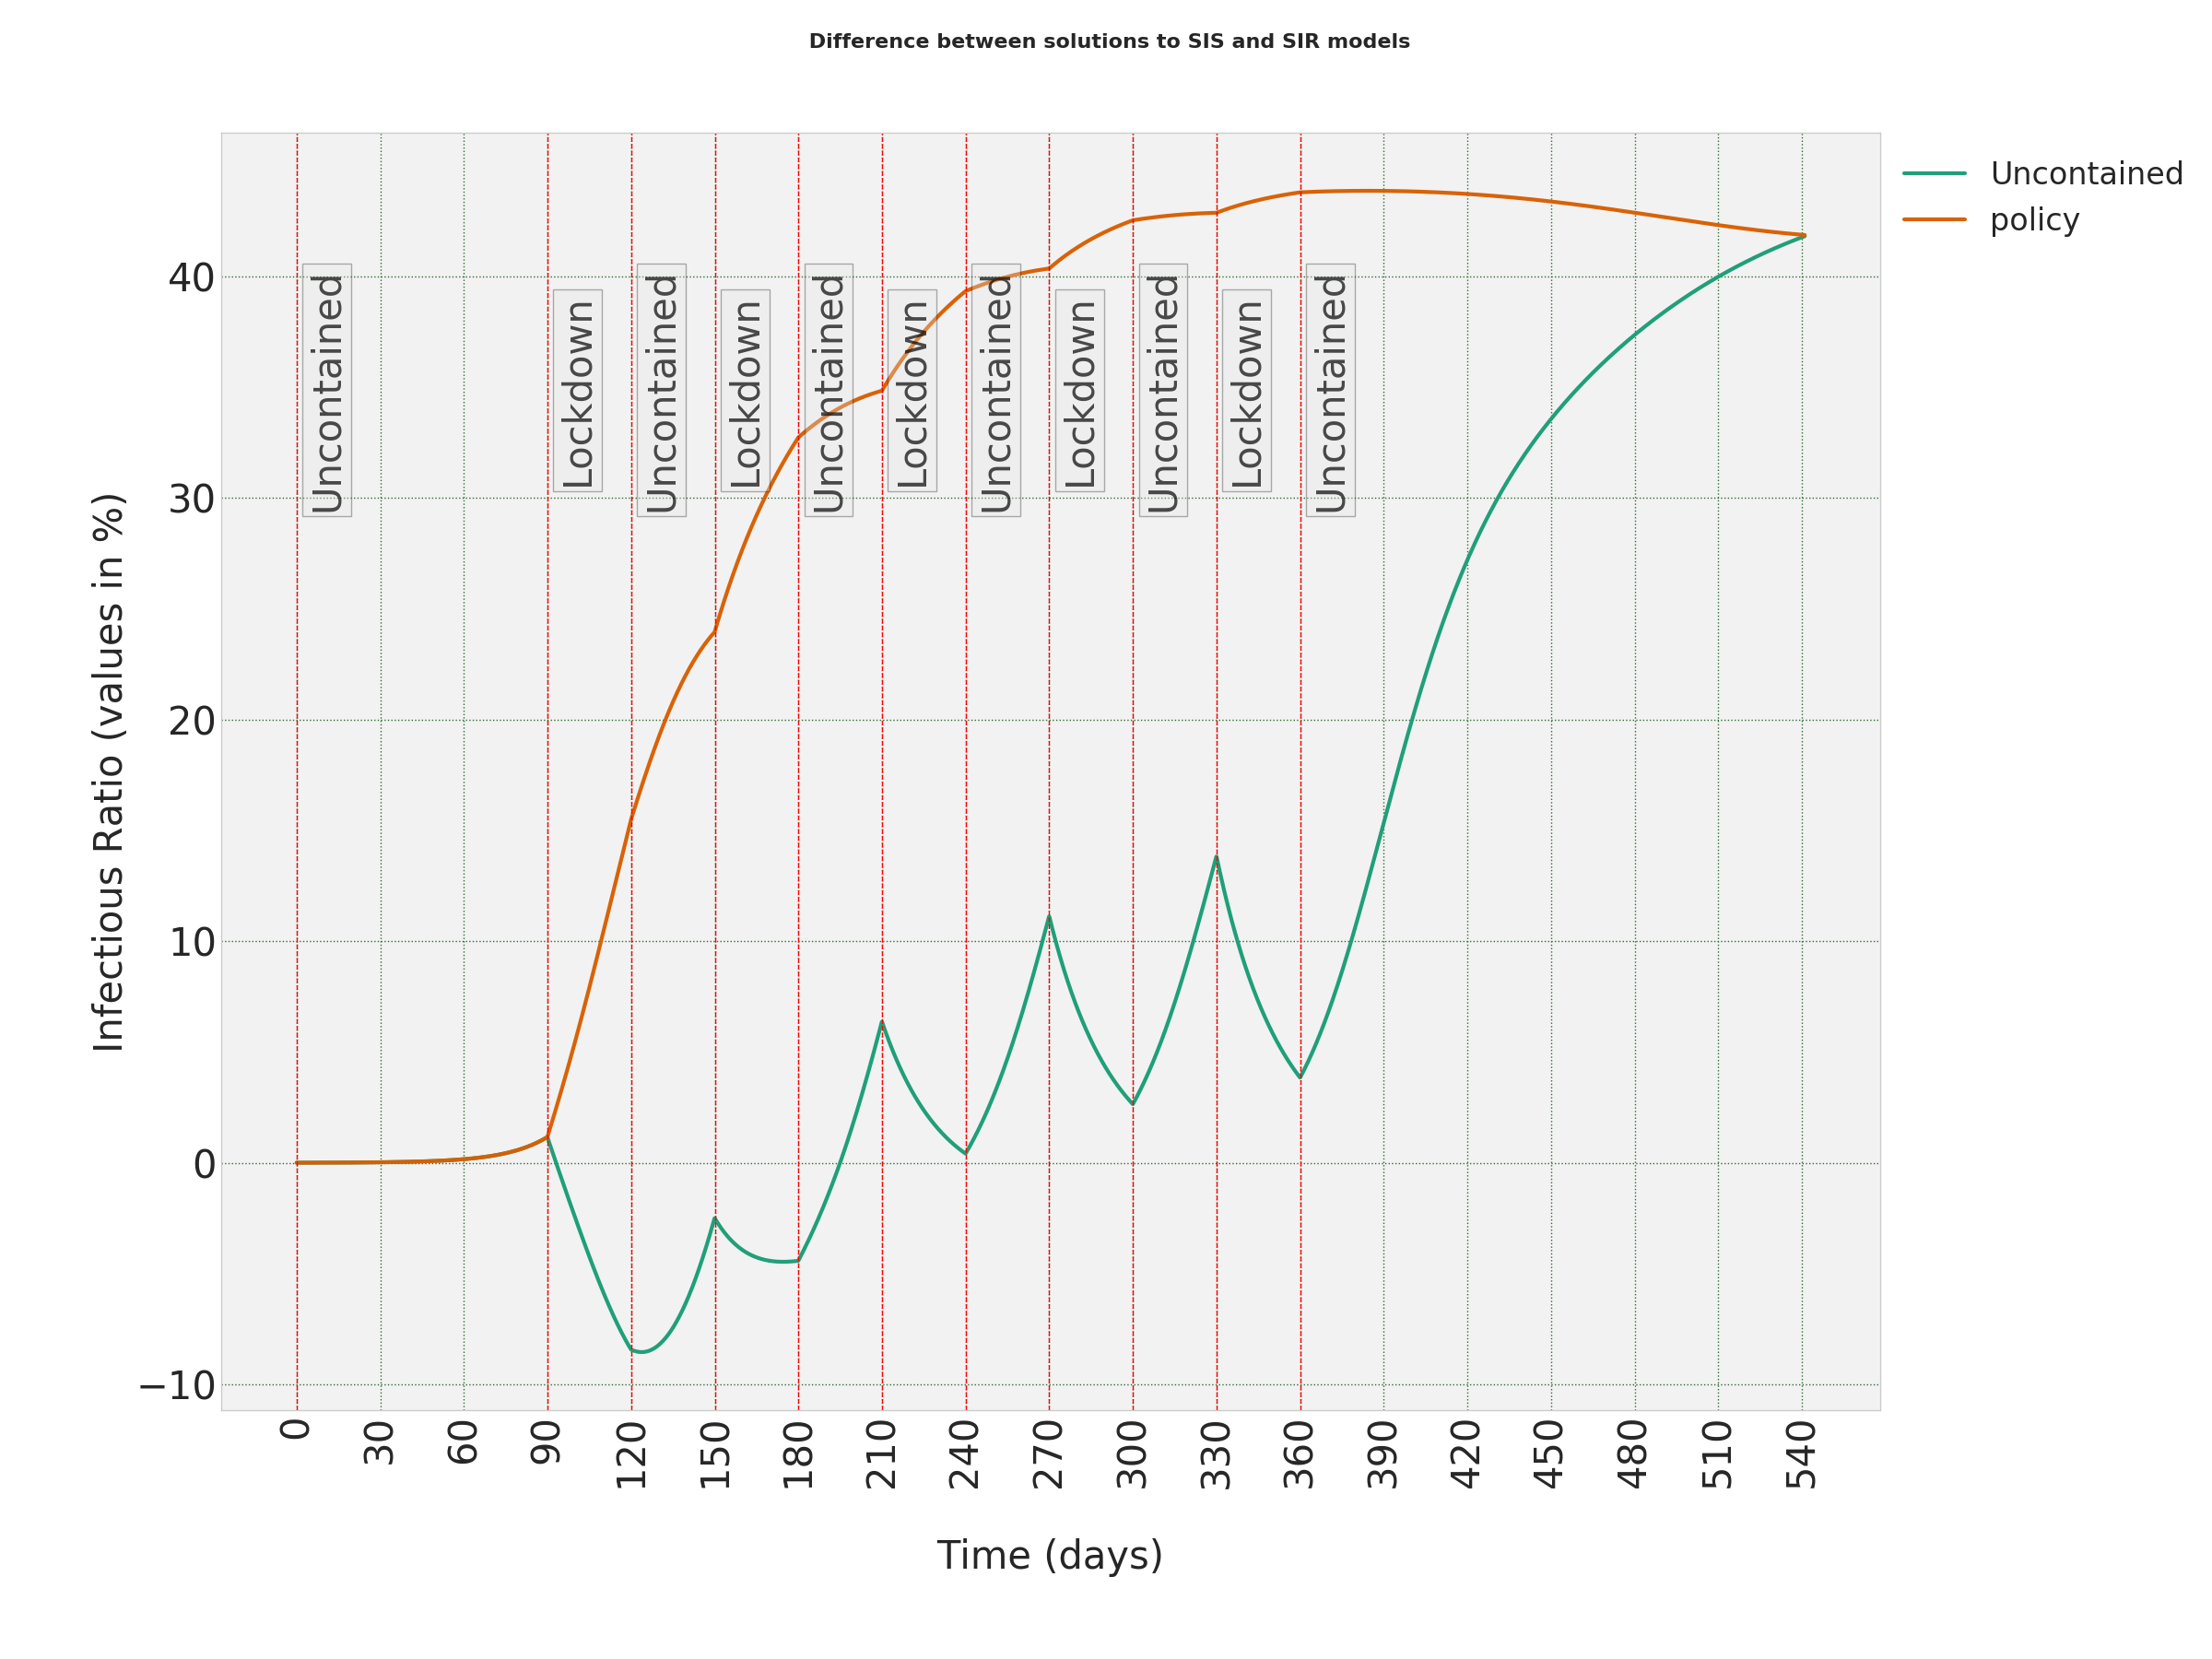 Difference between solutions to SIS and SIR models
Uncontained
policy
Infectious Ratio (values in %)
40
30
20
10
0
−10
Uncontained
Lockdown
Uncontained
Lockdown
Uncontained
Lockdown
Uncontained
Lockdown
Uncontained
Lockdown
Uncontained
0 30 60 90 120 150 180 210 240 270 300 330 360 390 420 450 480 510 540
Time (days)